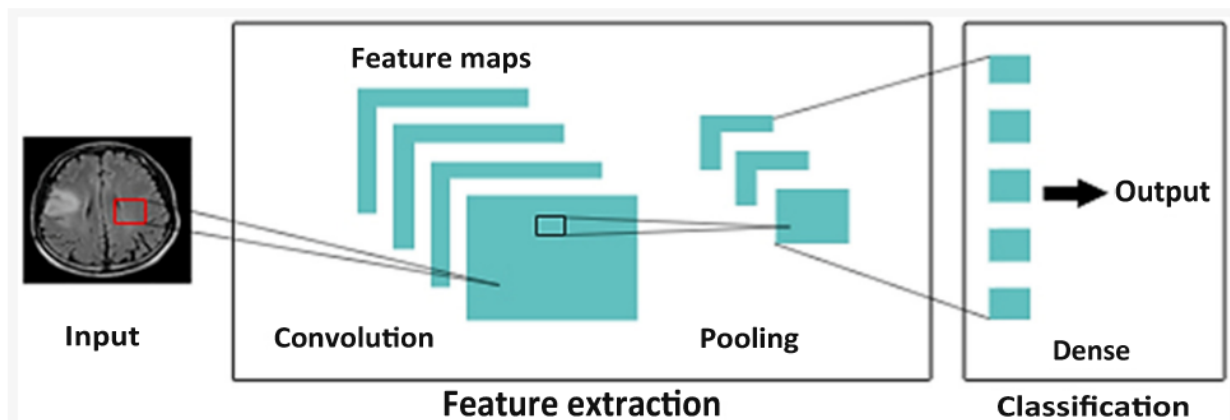 Feature maps
Input
Convolution
Pooling
Feature extraction
Output
Dense
Classification